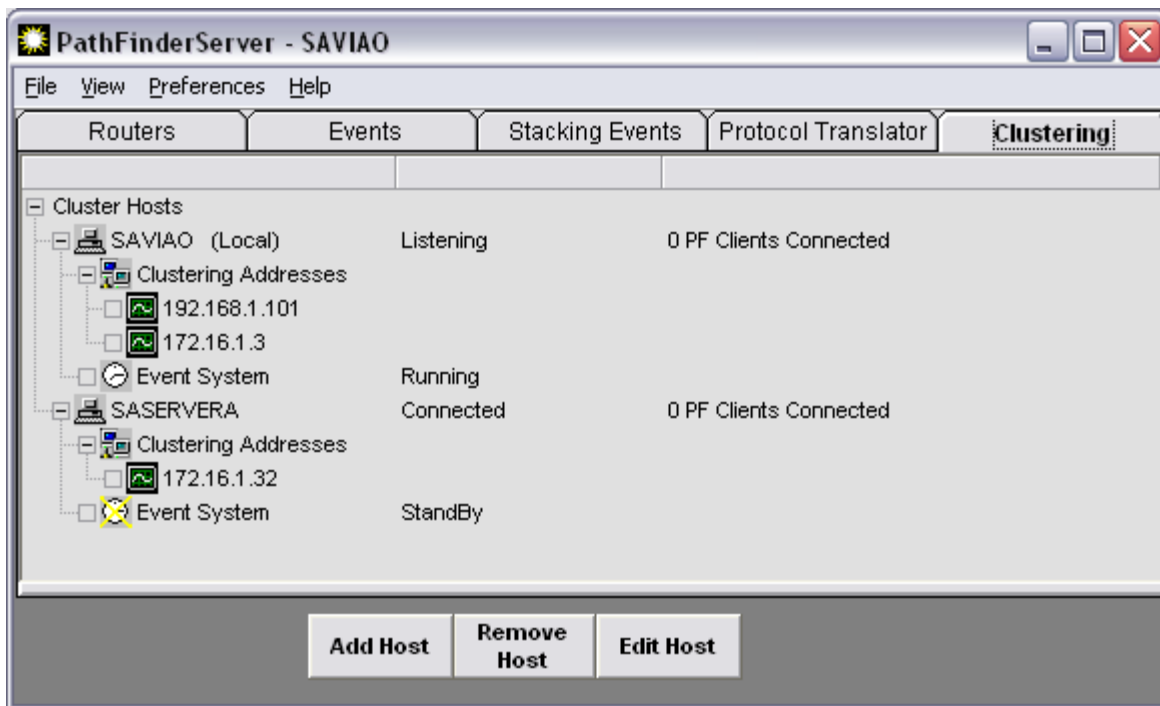 PathFinderServer - SAVIAO
File View Preferences Help
Routers Events Stacking Events Protocol Translator Clustering
Cluster Hosts
SAVIAO (Local) Listening 0 PF Clients Connected
Clustering Addresses
192.168.1.101
172.16.1.3
Event System Running
SASERVERA Connected 0 PF Clients Connected
Clustering Addresses
172.16.1.32
Event System StandBy
Add Host Remove Host Edit Host